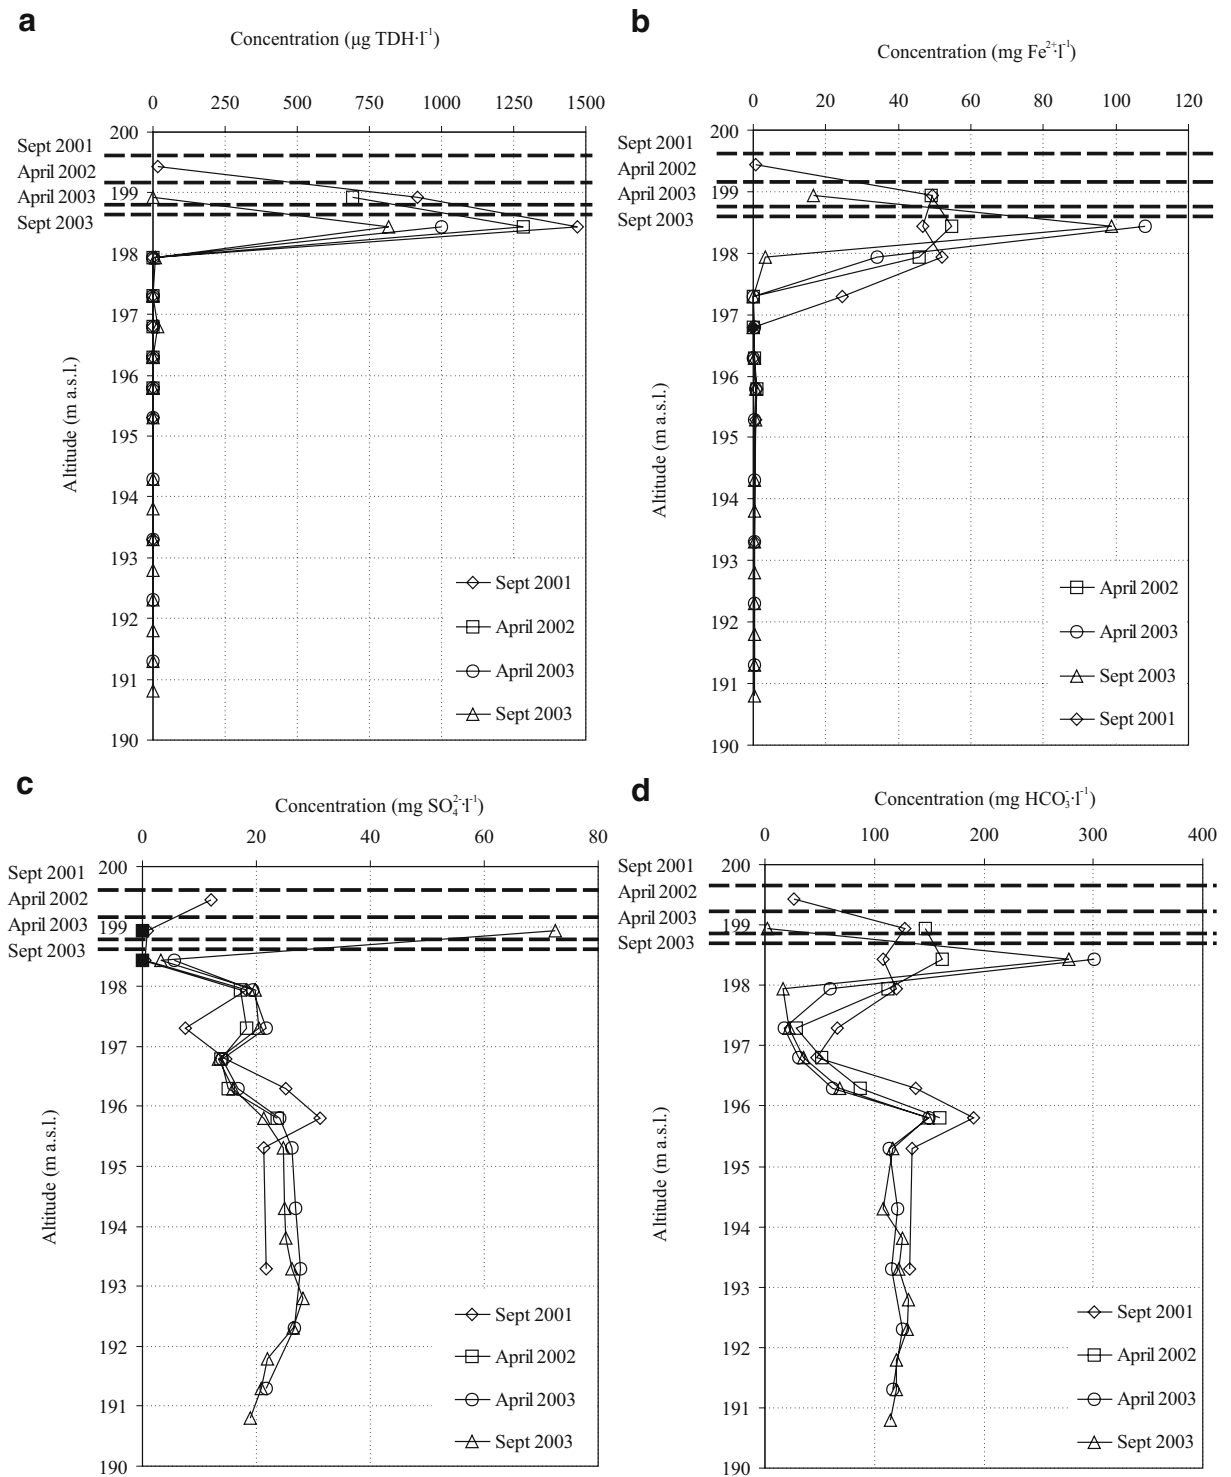 a
Concentration (µg TDH·l⁻¹)
0 250 500 750 1000 1250 1500
200
Sept 2001
April 2002
April 2003
199
Sept 2003
198
197
196
195
194
193
192
191
190
Altitude (m a.s.l.)
Sept 2001
April 2002
April 2003
Sept 2003
b
Concentration (mg Fe²⁺·l⁻¹)
0 20 40 60 80 100 120
200
Sept 2001
April 2002
April 2003
199
Sept 2003
198
197
196
195
194
193
192
191
190
Altitude (m a.s.l.)
April 2002
April 2003
Sept 2003
Sept 2001
c
Concentration (mg SO₄²⁻·l⁻¹)
0 20 40 60 80
200
Sept 2001
April 2002
April 2003
199
Sept 2003
198
197
196
195
194
193
192
191
190
Altitude (m a.s.l.)
Sept 2001
April 2002
April 2003
Sept 2003
d
Concentration (mg HCO₃⁻·l⁻¹)
0 100 200 300 400
200
Sept 2001
April 2002
April 2003
199
Sept 2003
198
197
196
195
194
193
192
191
190
Altitude (m a.s.l.)
Sept 2001
April 2002
April 2003
Sept 2003